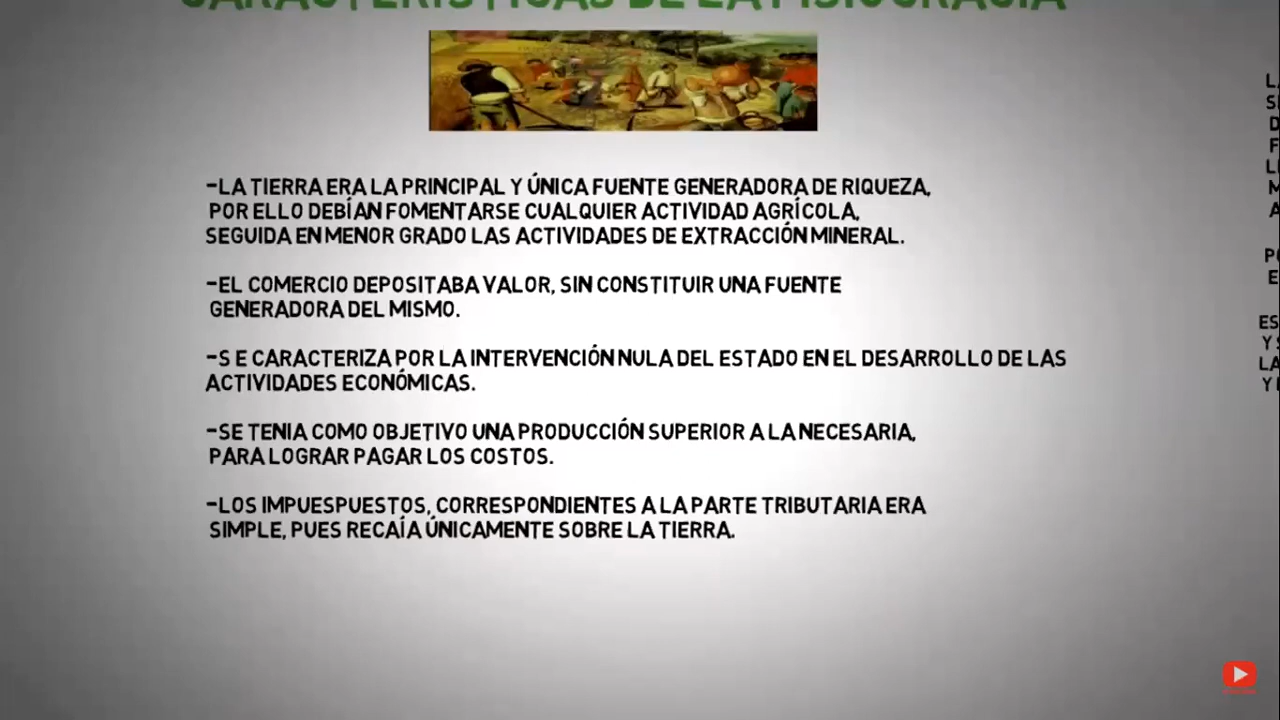 CARACTERÍSTICAS DE LA FISIOCRACIA
-LA TIERRA ERA LA PRINCIPAL Y ÚNICA FUENTE GENERADORA DE RIQUEZA,
POR ELLO DEBÍAN FOMENTARSE CUALQUIER ACTIVIDAD AGRÍCOLA,
SEGUIDA EN MENOR GRADO LAS ACTIVIDADES DE EXTRACCIÓN MINERAL.
-EL COMERCIO DEPOSITABA VALOR, SIN CONSTITUIR UNA FUENTE
GENERADORA DEL MISMO.
-S E CARACTERIZA POR LA INTERVENCIÓN NULA DEL ESTADO EN EL DESARROLLO DE LAS
ACTIVIDADES ECONÓMICAS.
-SE TENIA COMO OBJETIVO UNA PRODUCCIÓN SUPERIOR A LA NECESARIA,
PARA LOGRAR PAGAR LOS COSTOS.
-LOS IMPUESPUESTOS, CORRESPONDIENTES A LA PARTE TRIBUTARIA ERA
SIMPLE, PUES RECAÍA ÚNICAMENTE SOBRE LA TIERRA.